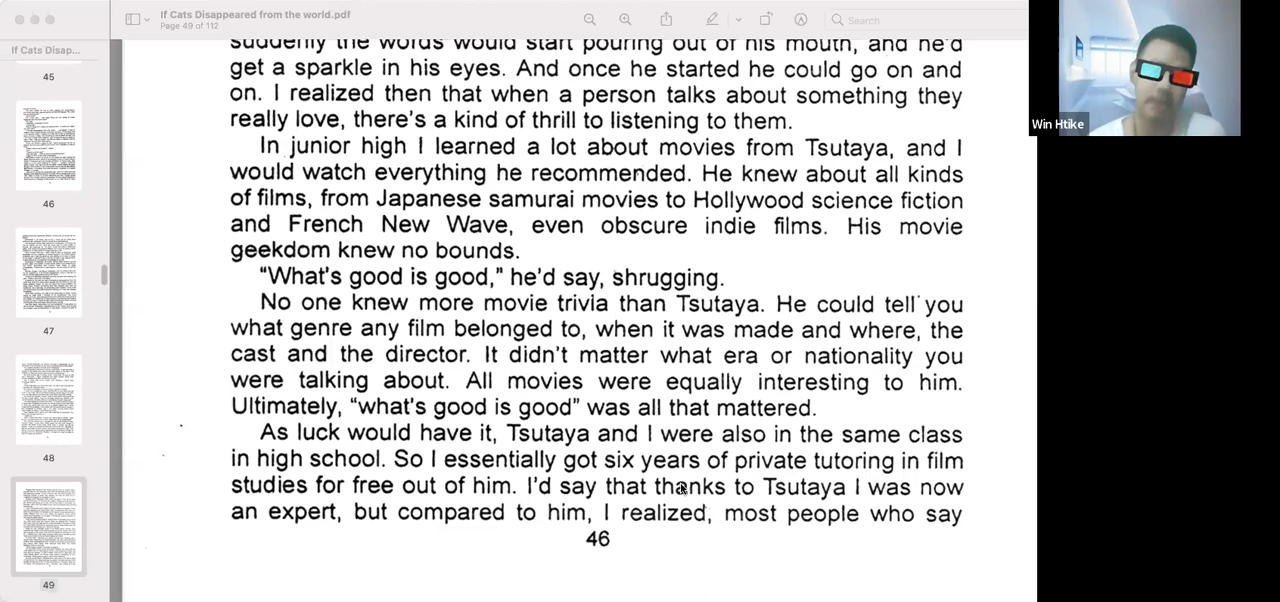 If Cats Disappeared from the world.pdf
Page 49 of 112
Search
If Cats Disap...
45
46
47
48
49
suddenly the words would start pouring out of his mouth, and he'd
get a sparkle in his eyes. And once he started he could go on and
on. I realized then that when a person talks about something they
really love, there's a kind of thrill to listening to them.
In junior high I learned a lot about movies from Tsutaya, and I
would watch everything he recommended. He knew about all kinds
of films, from Japanese samurai movies to Hollywood science fiction
and French New Wave, even obscure indie films. His movie
geekdom knew no bounds.
"What's good is good," he'd say, shrugging.
No one knew more movie trivia than Tsutaya. He could tell you
what genre any film belonged to, when it was made and where, the
cast and the director. It didn't matter what era or nationality you
were talking about. All movies were equally interesting to him.
Ultimately, "what's good is good" was all that mattered.
As luck would have it, Tsutaya and I were also in the same class
in high school. So I essentially got six years of private tutoring in film
studies for free out of him. I'd say that thanks to Tsutaya I was now
an expert, but compared to him, I realized, most people who say
46
Win Htike